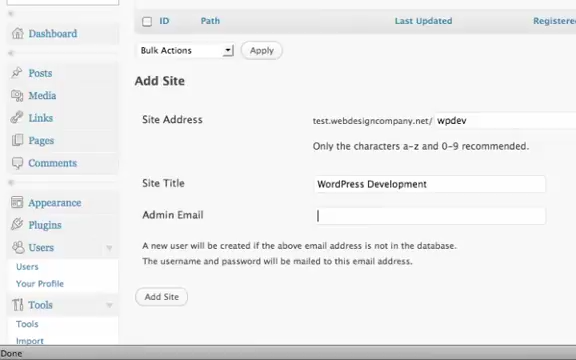 ID Path Last Updated Registere
Dashboard
Bulk Actions Apply
Posts
Add Site
Media
Links
Site Address test.webdesigncompany.net/ wpdev
Pages
Only the characters a-z and 0-9 recommended.
Comments
Site Title WordPress Development
Appearance
Admin Email
Plugins
Users
A new user will be created if the above email address is not in the database.
Users
The username and password will be mailed to this email address.
Your Profile
Add Site
Tools
Tools
Import
Done